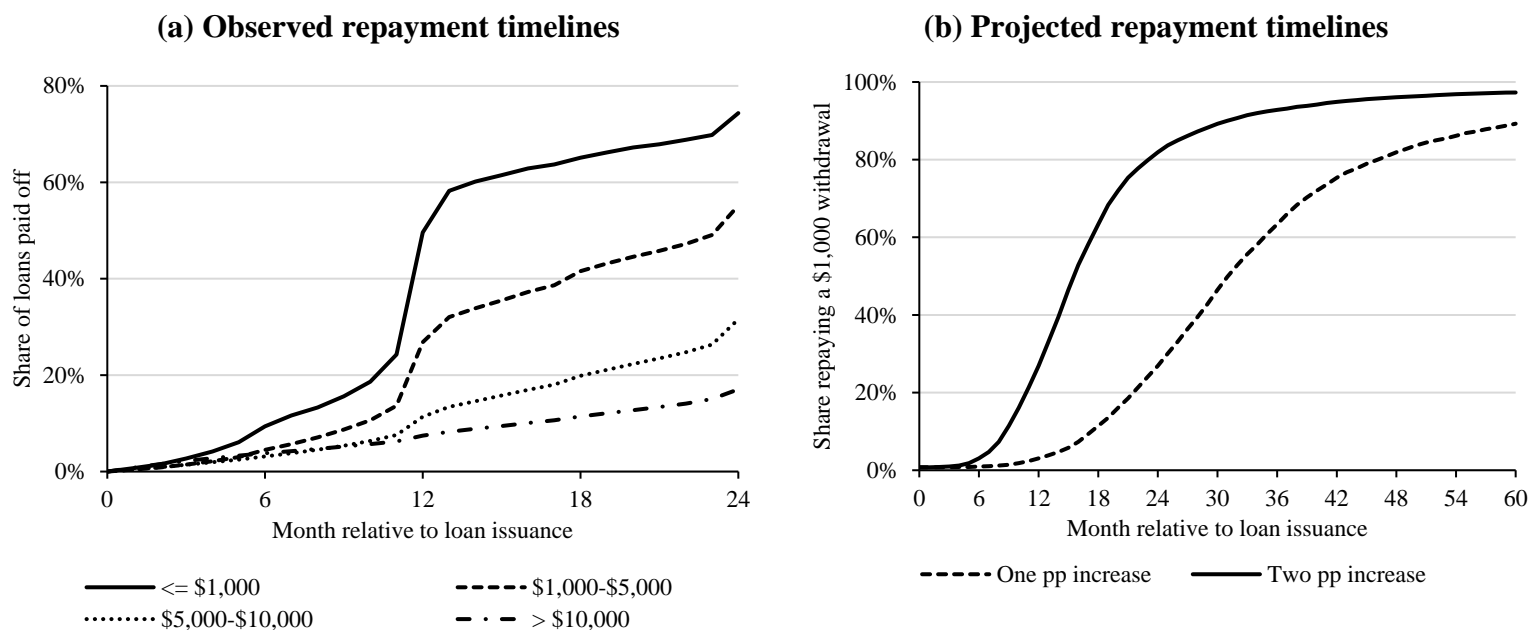 (a) Observed repayment timelines
80%
60%
40%
20%
0%
Share of loans paid off
0 6 12 18 24
Month relative to loan issuance
<= $1,000
$1,000-$5,000
$5,000-$10,000
> $10,000
(b) Projected repayment timelines
100%
80%
60%
40%
20%
0%
Share repaying a $1,000 withdrawal
0 6 12 18 24 30 36 42 48 54 60
Month relative to loan issuance
One pp increase
Two pp increase